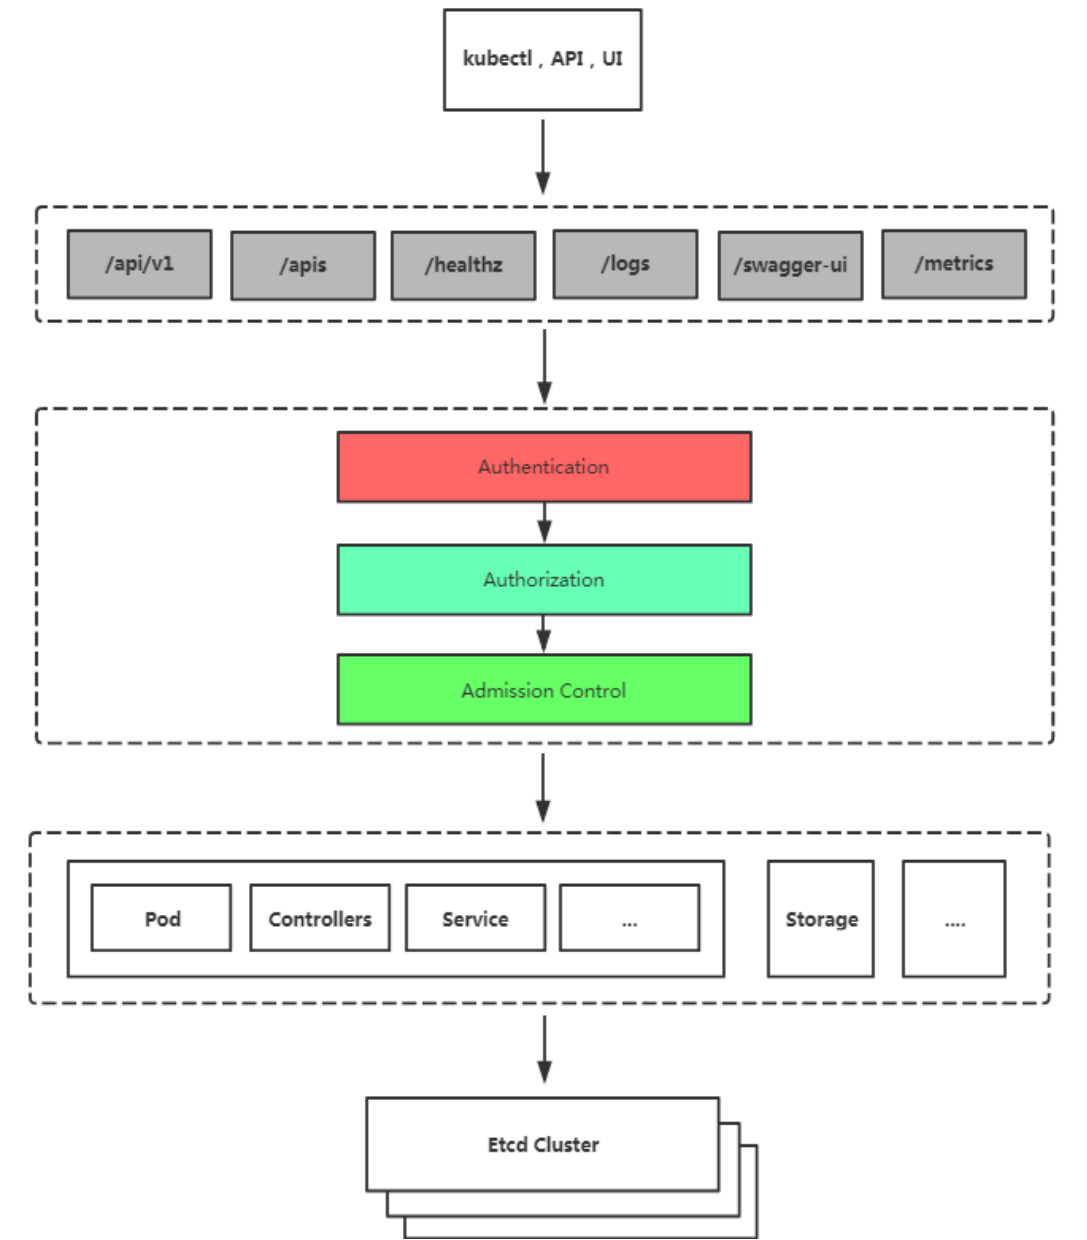 kubectl , API , UI
/api/v1
/apis
/healthz
/logs
/swagger-ui
/metrics
Authentication
Authorization
Admission Control
Pod
Controllers
Service
...
Storage
....
Etcd Cluster